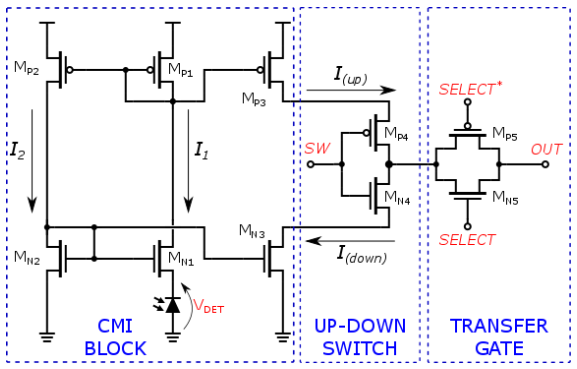 I(up)
MP2
MP1
MP3
SELECT*
MP4
MP5
I2
I1
SW
OUT
MN4
MN5
MN3
MN2
MN1
SELECT
I(down)
VDET
CMI
BLOCK
UP-DOWN
SWITCH
TRANSFER
GATE